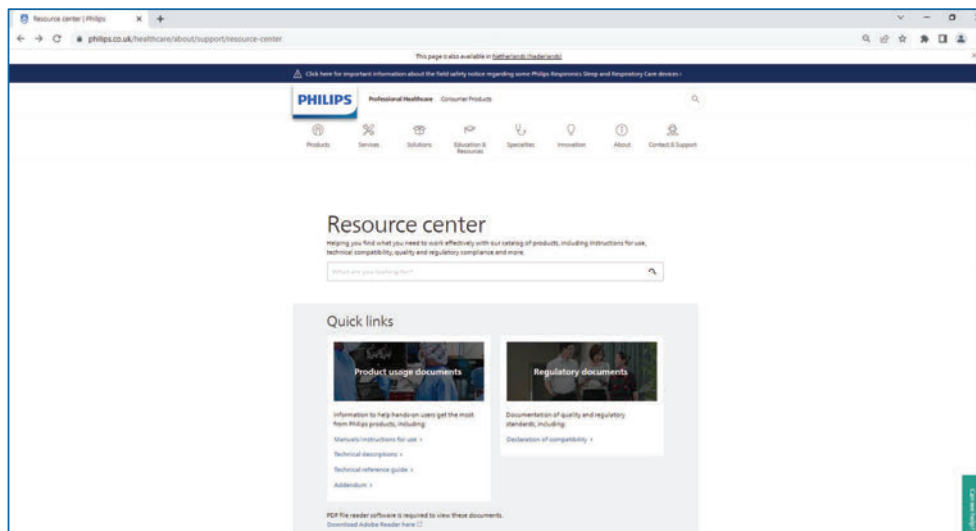 Resource center | Philips
philips.co.uk/healthcare/about/support/resource-center
This page is also available in Netherlands (Nederlands)
Click here for important information about the field safety notice regarding some Philips Respironics Sleep and Respiratory Care devices ›
PHILIPS
Professional Healthcare Consumer Products
Products Services Solutions Education & Resources Specialties Innovation About Contact & Support
Resource center
Helping you find what you need to work effectively with our catalog of products, including instructions for use,
technical compatibility, quality and regulatory compliance and more.
What are you looking for?
Quick links
Product usage documents
Information to help hands-on users get the most
from Philips products, including:
Manuals/instructions for use ›
Technical descriptions ›
Technical reference guide ›
Addendum ›
Regulatory documents
Documentation of quality and regulatory
standards, including:
Declaration of compatibility ›
PDF file reader software is required to view these documents.
Download Adobe Reader here